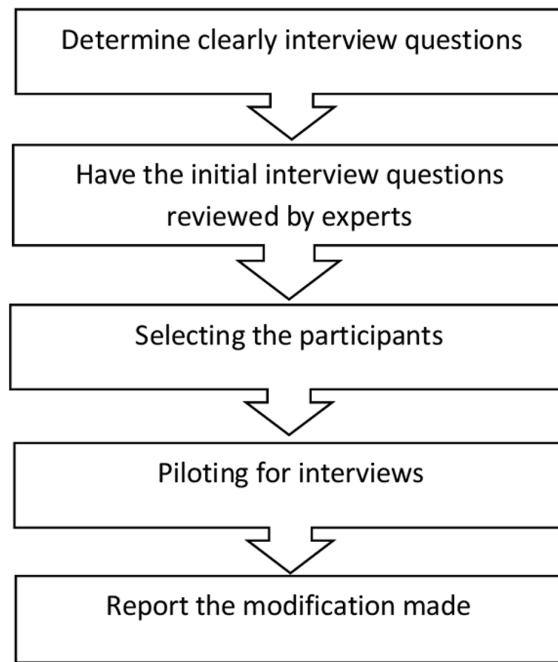 Determine clearly interview questions
Have the initial interview questions
reviewed by experts
Selecting the participants
Piloting for interviews
Report the modification made